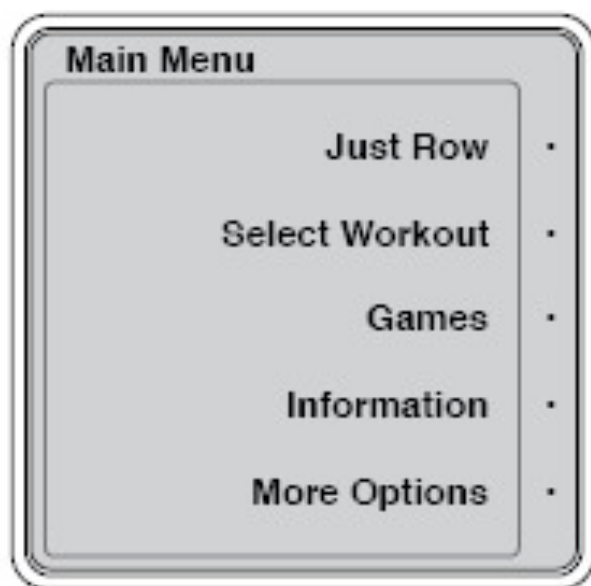 Main Menu
Just Row
Select Workout
Games
Information
More Options